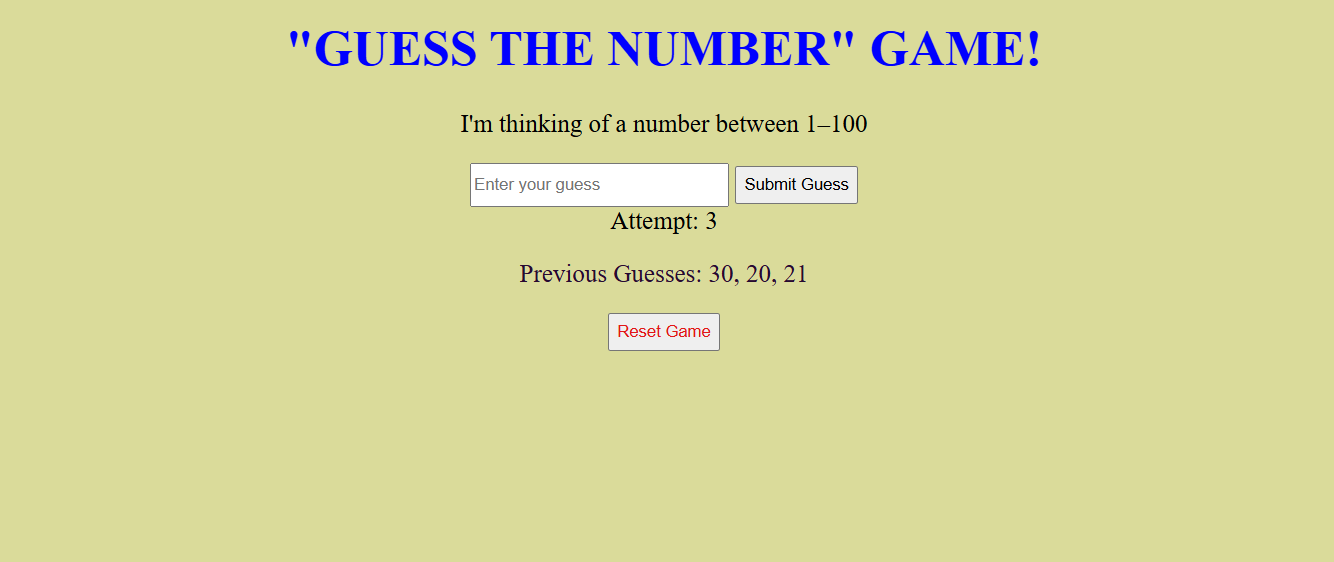 "GUESS THE NUMBER" GAME!
I'm thinking of a number between 1–100
Enter your guess Submit Guess
Attempt: 3
Previous Guesses: 30, 20, 21
Reset Game